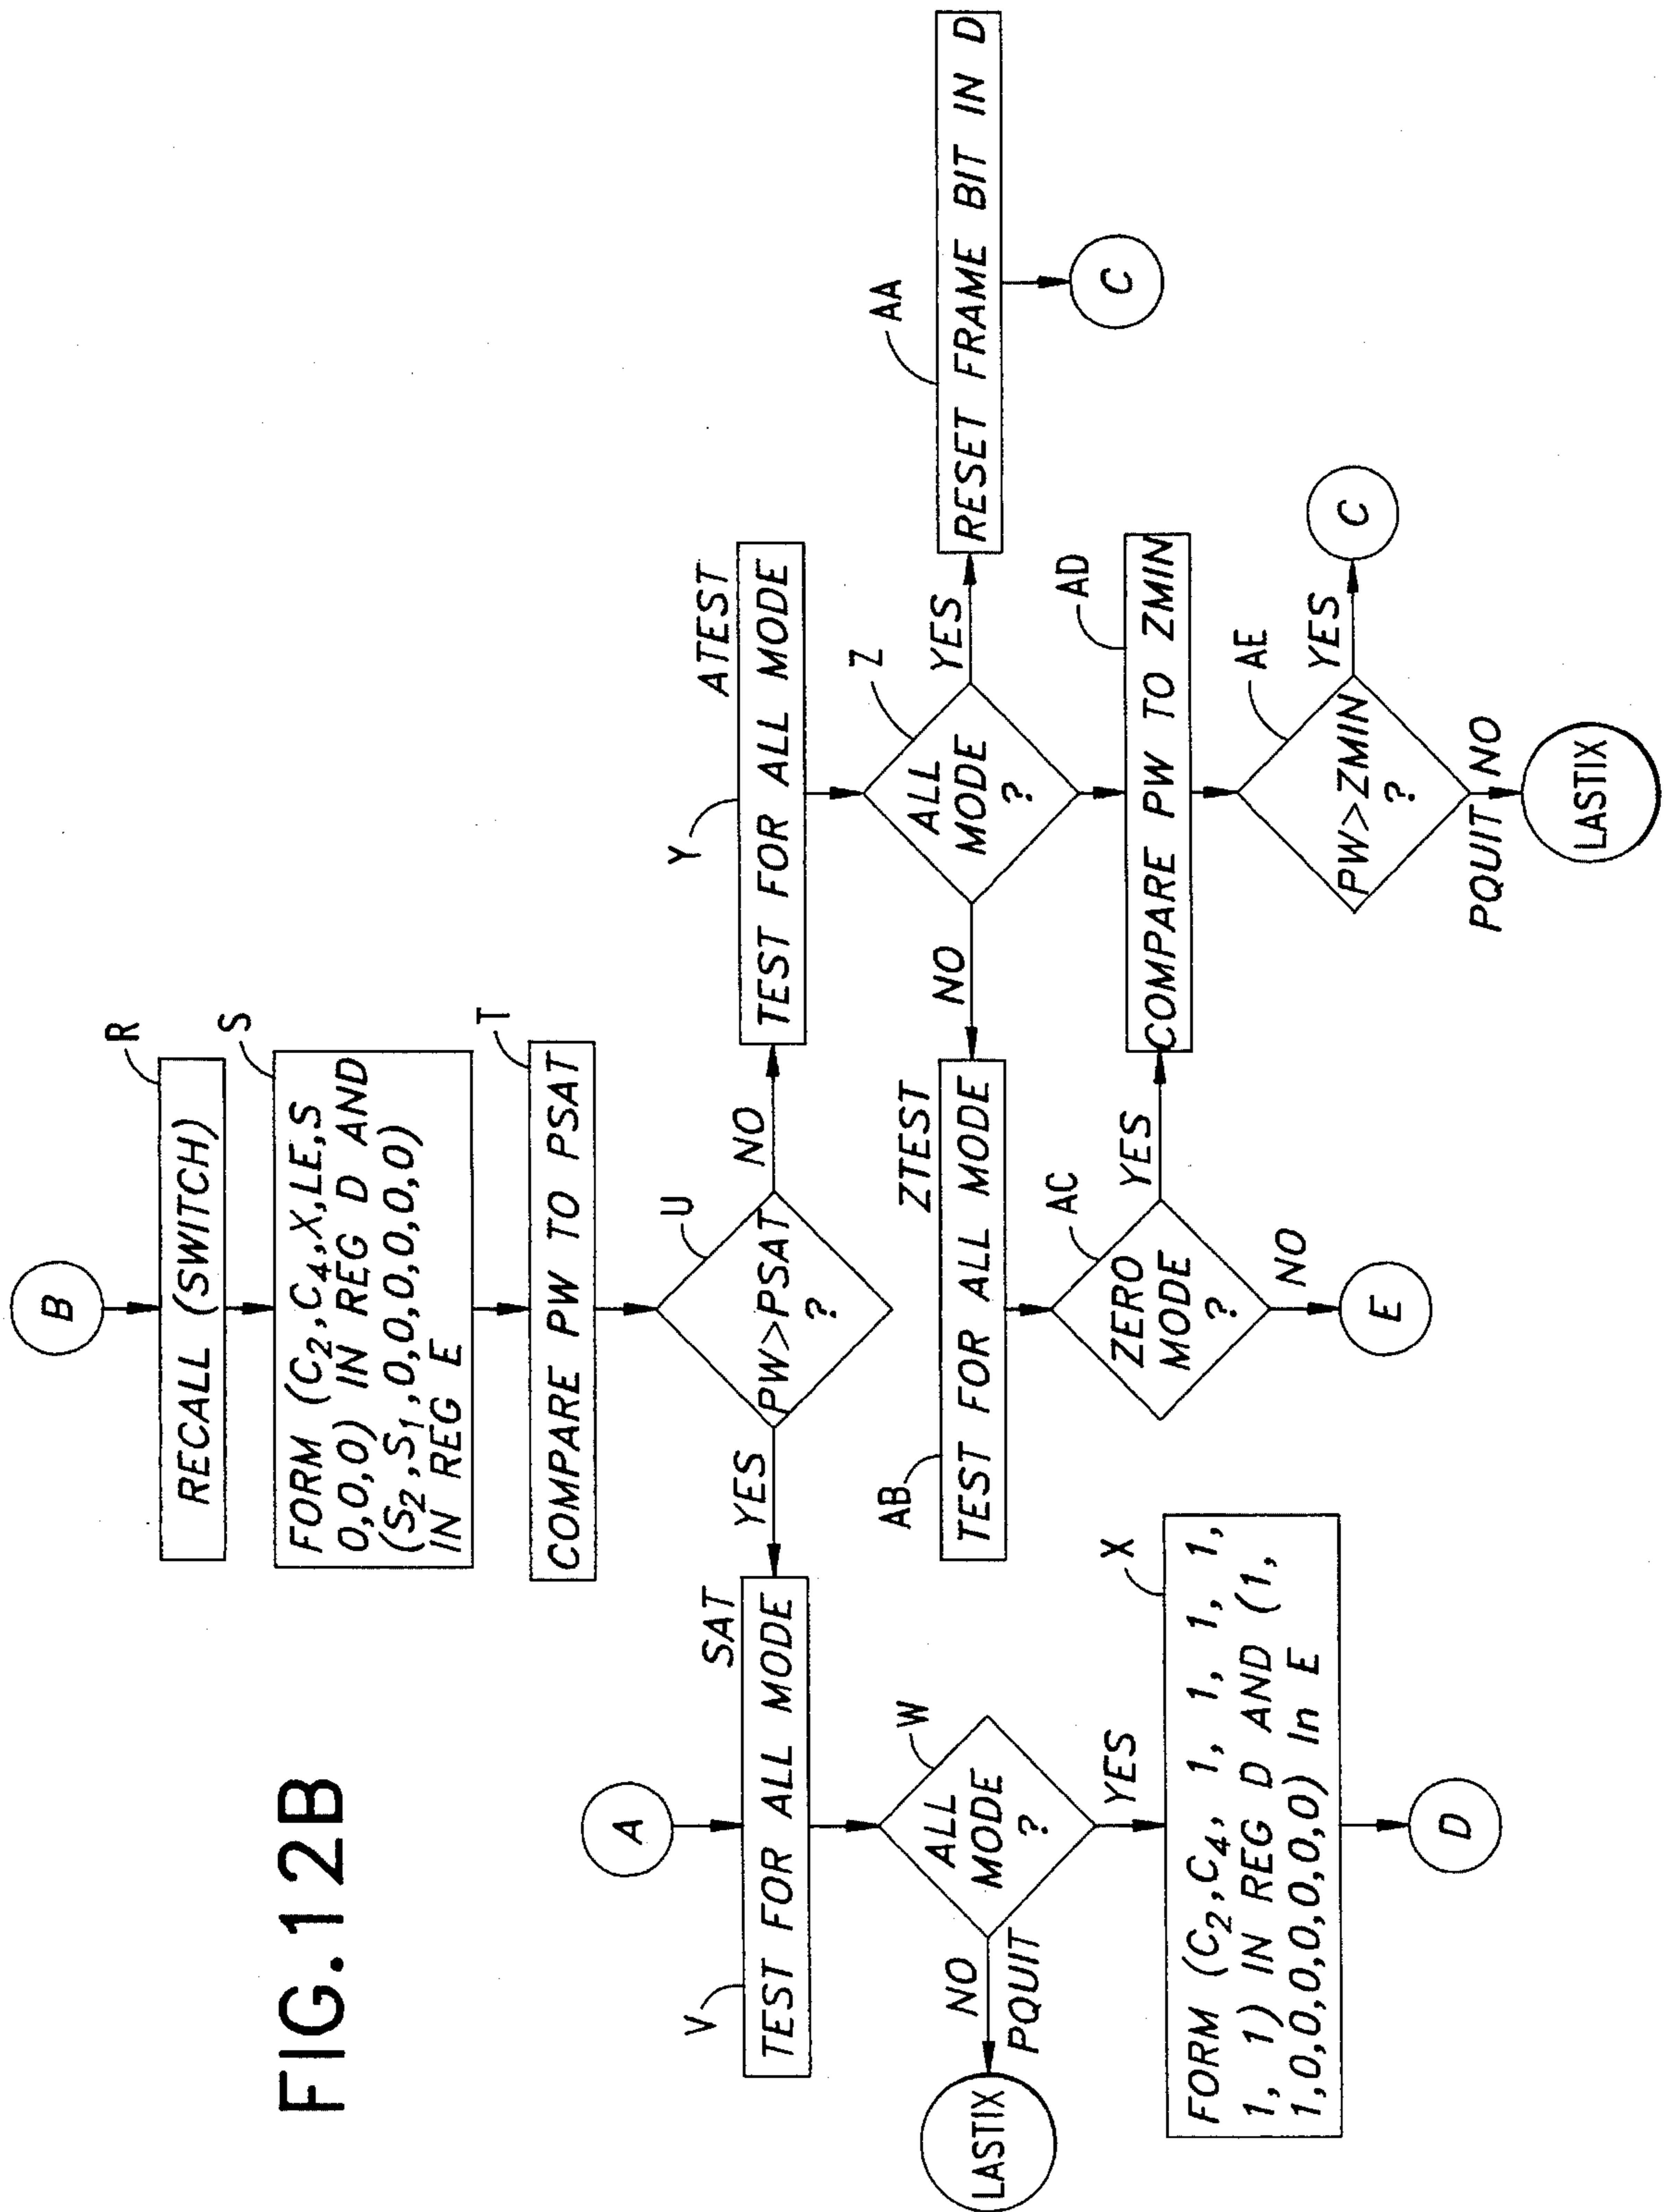 FIG.12B
B
R
RECALL (SWITCH)
S
FORM (C2,C4,X,LE,S
0,0,0) IN REG D AND
(S2,S1,0,0,0,0,0,0)
IN REG E
T
COMPARE PW TO PSAT
U
PW>PSAT
?
YES
NO
A
SAT
V
TEST FOR ALL MODE
W
ALL
MODE
?
NO
PQUIT
LASTIX
YES
X
FORM (C2,C4, 1, 1, 1, 1,
1, 1) IN REG D AND (1,
1,0,0,0,0,0,0) In E
D
ATEST
Y
TEST FOR ALL MODE
Z
ALL
MODE
?
NO
YES
AA
RESET FRAME BIT IN D
C
ZTEST
AB
TEST FOR ALL MODE
AC
ZERO
MODE
?
YES
NO
E
AD
COMPARE PW TO ZMIN
AE
PW>ZMIN
?
YES
C
PQUIT NO
LASTIX